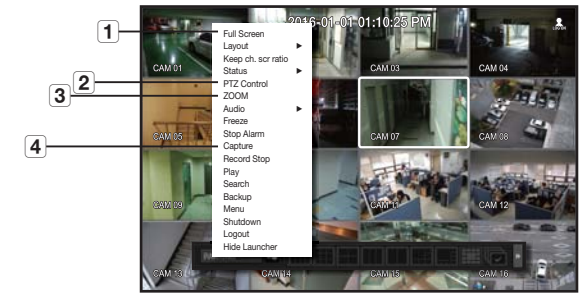 1
2016-01-01 01:10:25 PM
Full Screen
Layout
Keep ch. scr ratio
Status
2
PTZ Control
3
ZOOM
Audio
Freeze
Stop Alarm
4
Capture
Record Stop
Play
Search
Backup
Menu
Shutdown
Logout
Hide Launcher
CAM 01
CAM 03
CAM 04
CAM 05
CAM 07
CAM 08
CAM 09
CAM 11
CAM 12
CAM 13
CAM 14
CAM 15
CAM 16